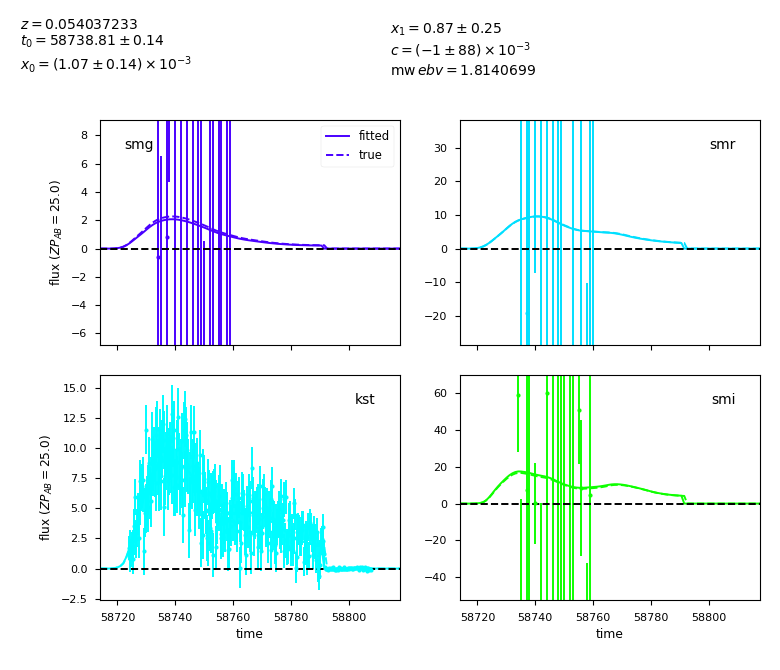 z = 0.054037233
t₀ = 58738.81 ± 0.14
x₀ = (1.07 ± 0.14) × 10⁻³
x₁ = 0.87 ± 0.25
c = (−1 ± 88) × 10⁻³
mw ebv = 1.8140699
smg
fitted
true
8
6
4
2
0
−2
−4
−6
flux (ZP_AB = 25.0)
smr
30
20
10
0
−10
−20
kst
15.0
12.5
10.0
7.5
5.0
2.5
0.0
−2.5
flux (ZP_AB = 25.0)
58720 58740 58760 58780 58800
time
smi
60
40
20
0
−20
−40
58720 58740 58760 58780 58800
time